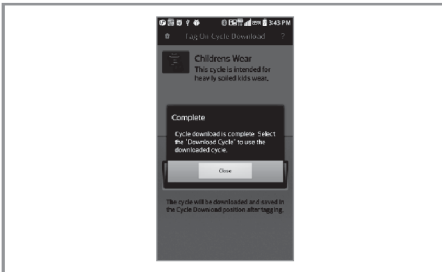 3:43 PM
Tag On Cycle Download ?
Childrens Wear
This cycle is intended for
heavily soiled kids wear.
Complete
Cycle download is complete. Select
the "Download Cycle" to use the
downloaded cycle.
Close
The cycle will be downloaded and saved in
the Cycle Download position after tagging.